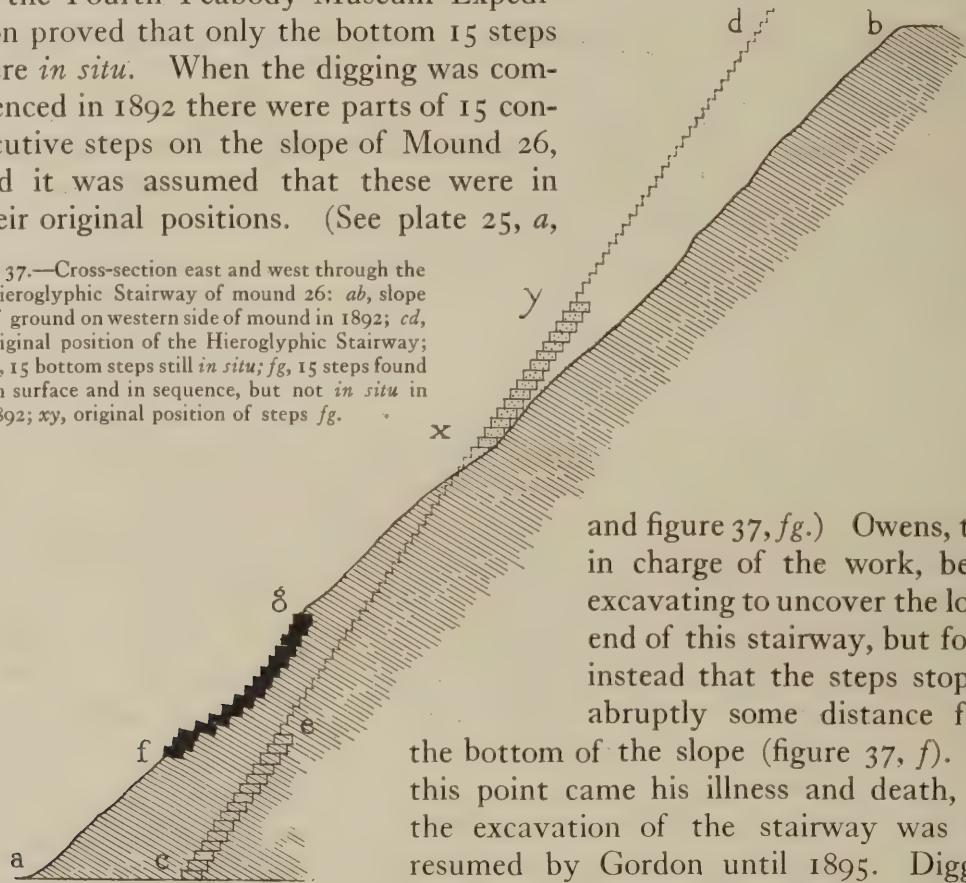 the Fourth Peabody Museum Expedi-
n proved that only the bottom 15 steps
re in situ. When the digging was com-
enced in 1892 there were parts of 15 con-
cutive steps on the slope of Mound 26,
d it was assumed that these were in
eir original positions. (See plate 25, a,
37.—Cross-section east and west through the
ieroglyphic Stairway of mound 26: ab, slope
f ground on western side of mound in 1892; cd,
iginal position of the Hieroglyphic Stairway;
, 15 bottom steps still in situ; fg, 15 steps found
n surface and in sequence, but not in situ in
892; xy, original position of steps fg.
d
b
y
x
g
f
e
a
c
and figure 37, fg.) Owens, t
in charge of the work, be
excavating to uncover the lo
end of this stairway, but fo
instead that the steps stop
abruptly some distance f
the bottom of the slope (figure 37, f).
this point came his illness and death,
the excavation of the stairway was
resumed by Gordon until 1895. Digg